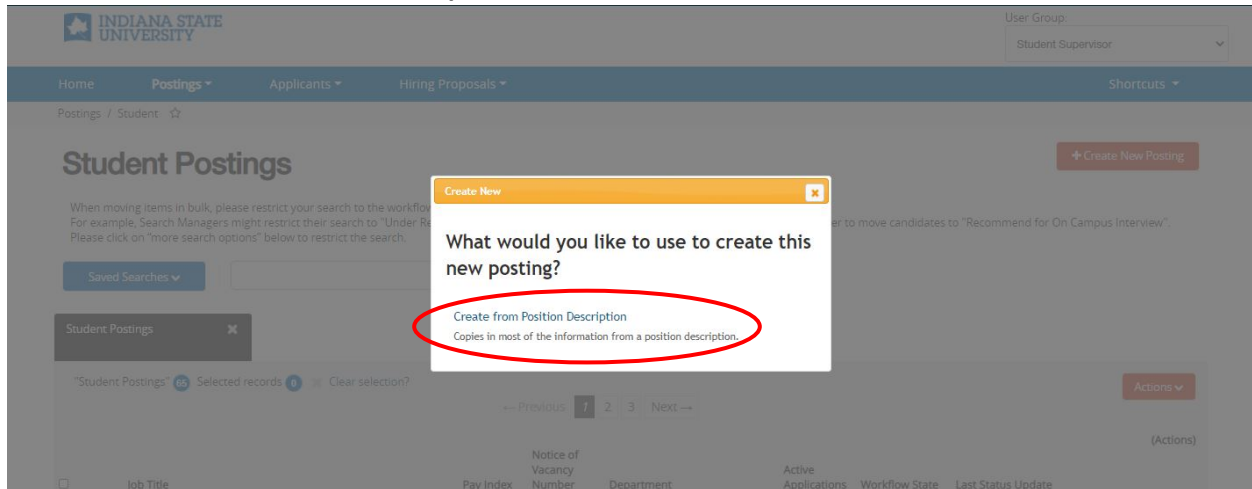 INDIANA STATE
UNIVERSITY
User Group:
Student Supervisor
Home Postings Applicants Hiring Proposals Shortcuts
Postings / Student
Student Postings
+ Create New Posting
Create New
When moving items in bulk, please restrict your search to the workflow
For example, Search Managers might restrict their search to "Under Re er to move candidates to "Recommend for On Campus Interview".
Please click on "more search options" below to restrict the search.
What would you like to use to create this
new posting?
Saved Searches
Create from Position Description
Copies in most of the information from a position description.
Student Postings
"Student Postings" Selected records 0 Clear selection?
Actions
← Previous 1 2 3 Next →
(Actions)
Job Title Pay Index Notice of Vacancy Number Department Active Applications Workflow State Last Status Update